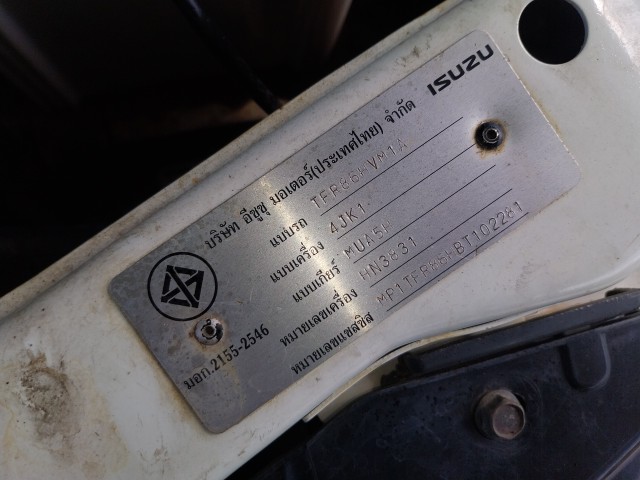 ISUZU
บริษัท อีซูซุ มอเตอร์(ประเทศไทย) จำกัด
แบบรถ TFR86HVM1A
แบบเครื่อง 4JK1
แบบเกียร์ MUA5H
หมายเลขเครื่อง HN3831
หมายเลขแชสซิส MP1TFR86HBT102281
มอก.2155-2546